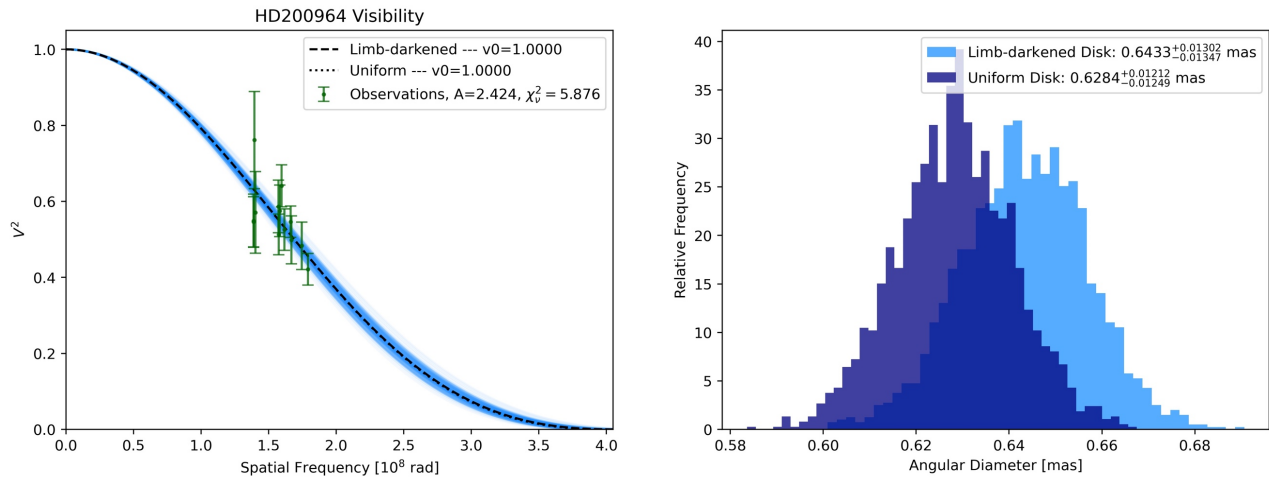 HD200964 Visibility
Limb-darkened --- v0=1.0000
Uniform --- v0=1.0000
Observations, A=2.424, $\chi^2_\nu = 5.876$
V²
1.0
0.8
0.6
0.4
0.2
0.0
0.0 0.5 1.0 1.5 2.0 2.5 3.0 3.5 4.0
Spatial Frequency [10⁸ rad]
Limb-darkened Disk: $0.6433^{+0.01302}_{-0.01347}$ mas
Uniform Disk: $0.6284^{+0.01212}_{-0.01249}$ mas
Relative Frequency
40
35
30
25
20
15
10
5
0
0.58 0.60 0.62 0.64 0.66 0.68
Angular Diameter [mas]